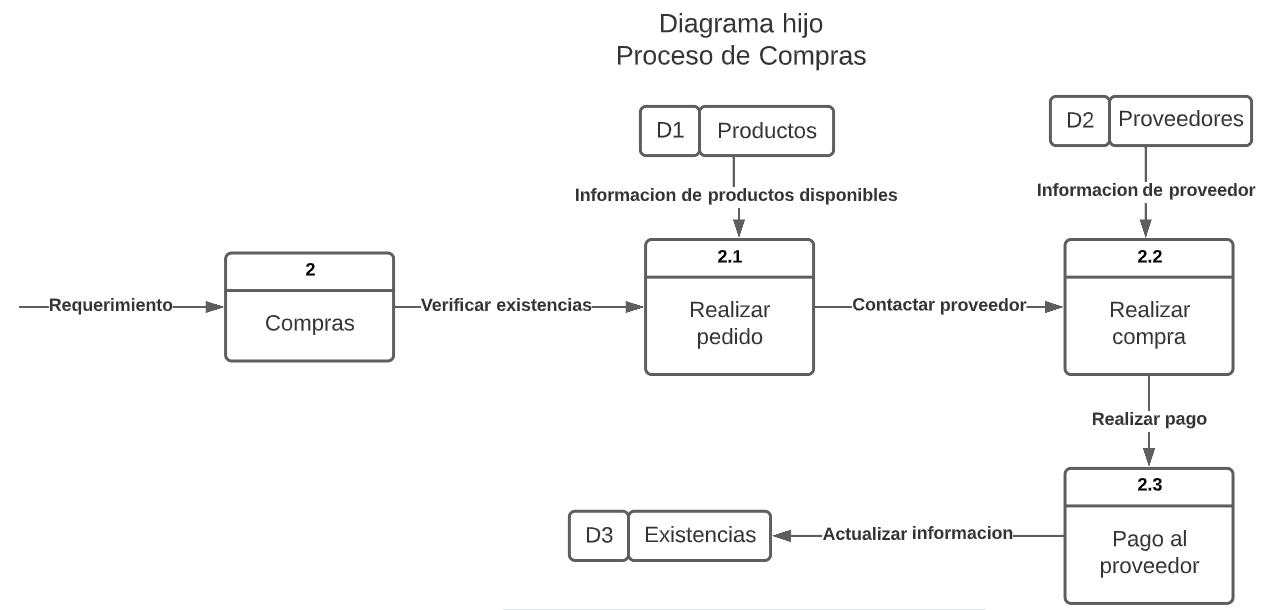 Diagrama hijo
Proceso de Compras
D1
Productos
D2
Proveedores
Informacion de productos disponibles
Informacion de proveedor
Requerimiento
2
Compras
Verificar existencias
2.1
Realizar
pedido
Contactar proveedor
2.2
Realizar
compra
Realizar pago
2.3
Pago al
proveedor
Actualizar informacion
D3
Existencias